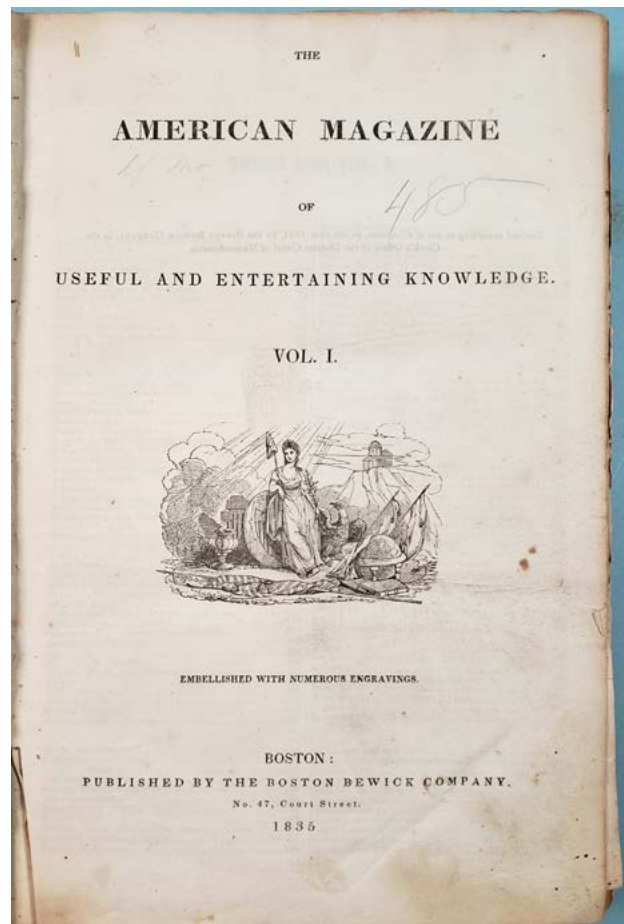 THE
AMERICAN MAGAZINE
OF
485
USEFUL AND ENTERTAINING KNOWLEDGE.
VOL. I.
EMBELLISHED WITH NUMEROUS ENGRAVINGS.
BOSTON:
PUBLISHED BY THE BOSTON BEWICK COMPANY.
No. 47, Court Street.
1835